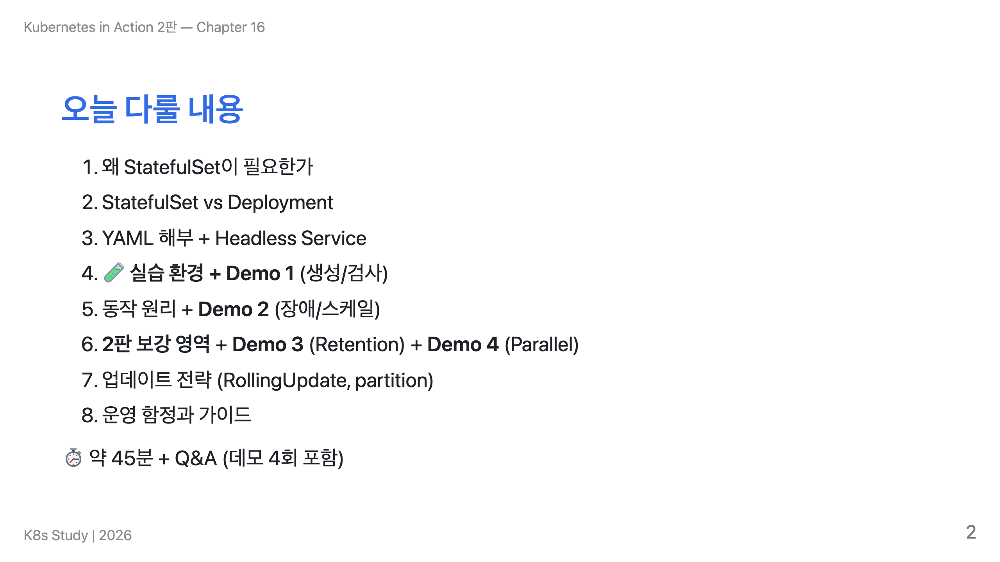 Kubernetes in Action 2판 — Chapter 16
오늘 다룰 내용
1. 왜 StatefulSet이 필요한가
2. StatefulSet vs Deployment
3. YAML 해부 + Headless Service
4. 🧪 실습 환경 + Demo 1 (생성/검사)
5. 동작 원리 + Demo 2 (장애/스케일)
6. 2판 보강 영역 + Demo 3 (Retention) + Demo 4 (Parallel)
7. 업데이트 전략 (RollingUpdate, partition)
8. 운영 함정과 가이드
⏱ 약 45분 + Q&A (데모 4회 포함)
K8s Study | 2026
2